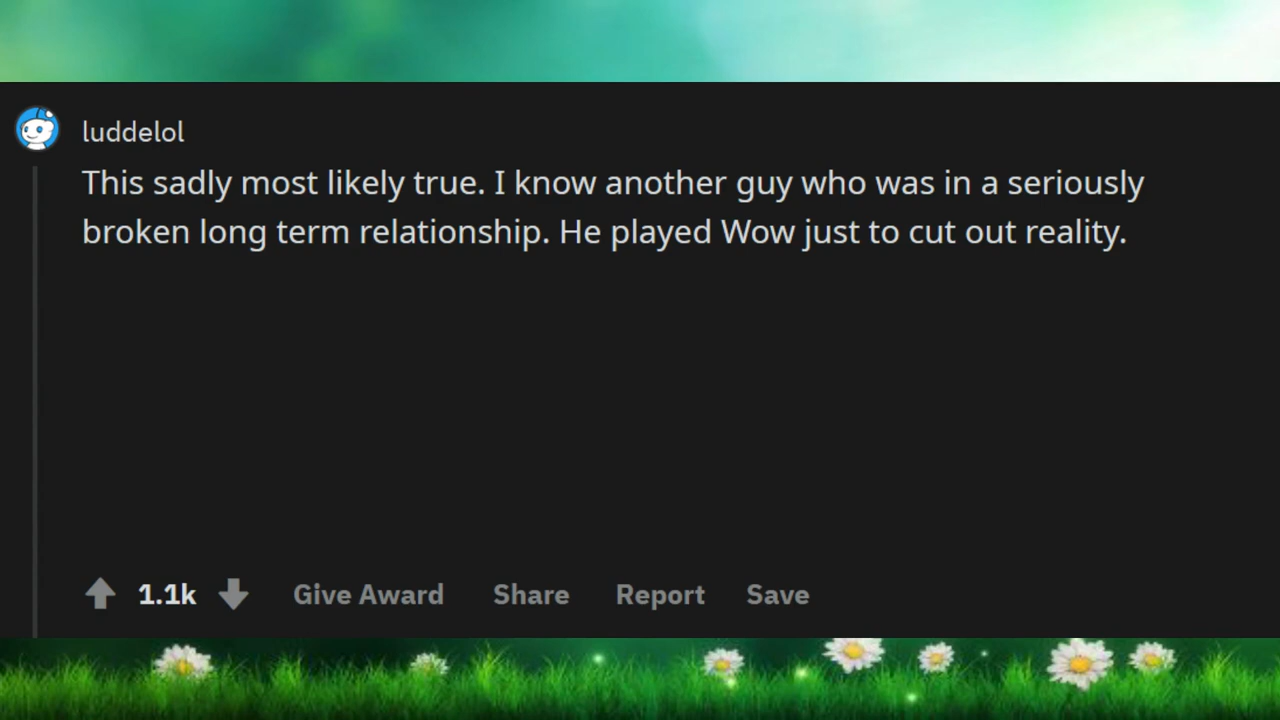 luddelol
This sadly most likely true. I know another guy who was in a seriously
broken long term relationship. He played Wow just to cut out reality.
1.1k Give Award Share Report Save